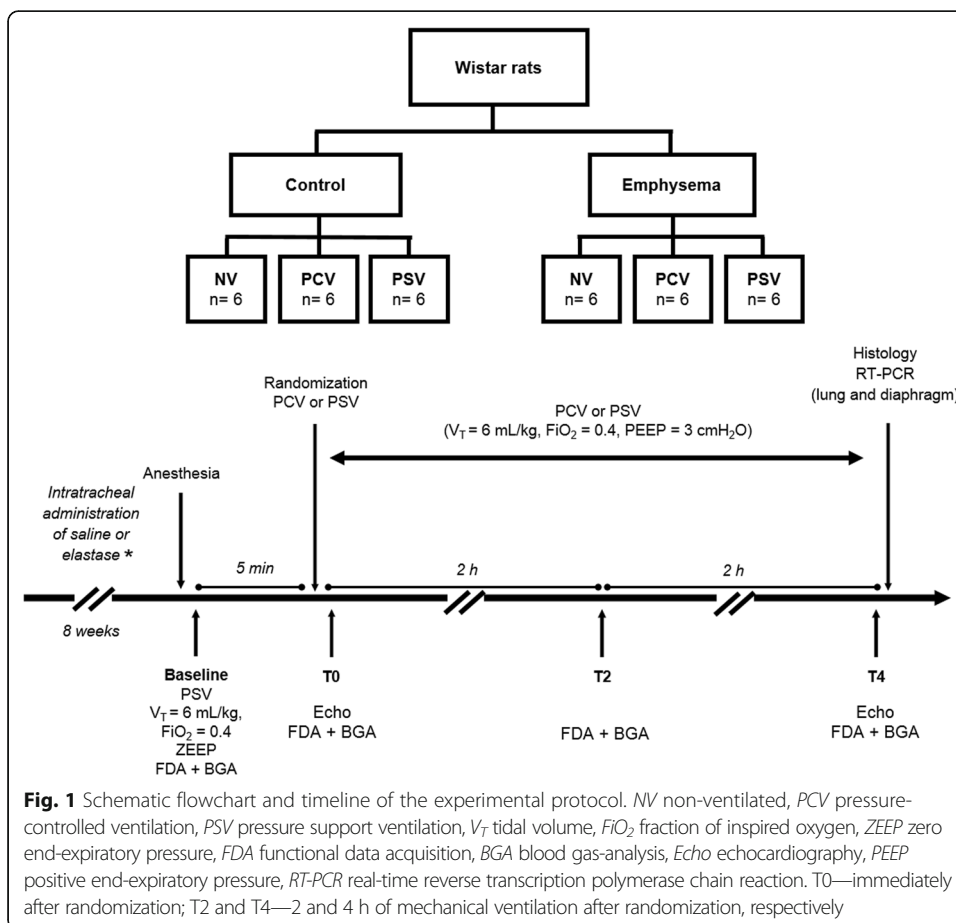 Wistar rats
Control
Emphysema
NV
n= 6
PCV
n= 6
PSV
n= 6
NV
n= 6
PCV
n= 6
PSV
n= 6
Histology
RT-PCR
(lung and diaphragm)
Randomization
PCV or PSV
PCV or PSV
(VT = 6 mL/kg, FiO2 = 0.4, PEEP = 3 cmH2O)
Anesthesia
Intratracheal
administration
of saline or
elastase *
5 min
2 h
2 h
8 weeks
Baseline
PSV
VT = 6 mL/kg,
FiO2 = 0.4
ZEEP
FDA + BGA
T0
Echo
FDA + BGA
T2
FDA + BGA
T4
Echo
FDA + BGA
Fig. 1 Schematic flowchart and timeline of the experimental protocol. NV non-ventilated, PCV pressure-
controlled ventilation, PSV pressure support ventilation, VT tidal volume, FiO2 fraction of inspired oxygen, ZEEP zero
end-expiratory pressure, FDA functional data acquisition, BGA blood gas-analysis, Echo echocardiography, PEEP
positive end-expiratory pressure, RT-PCR real-time reverse transcription polymerase chain reaction. T0—immediately
after randomization; T2 and T4—2 and 4 h of mechanical ventilation after randomization, respectively